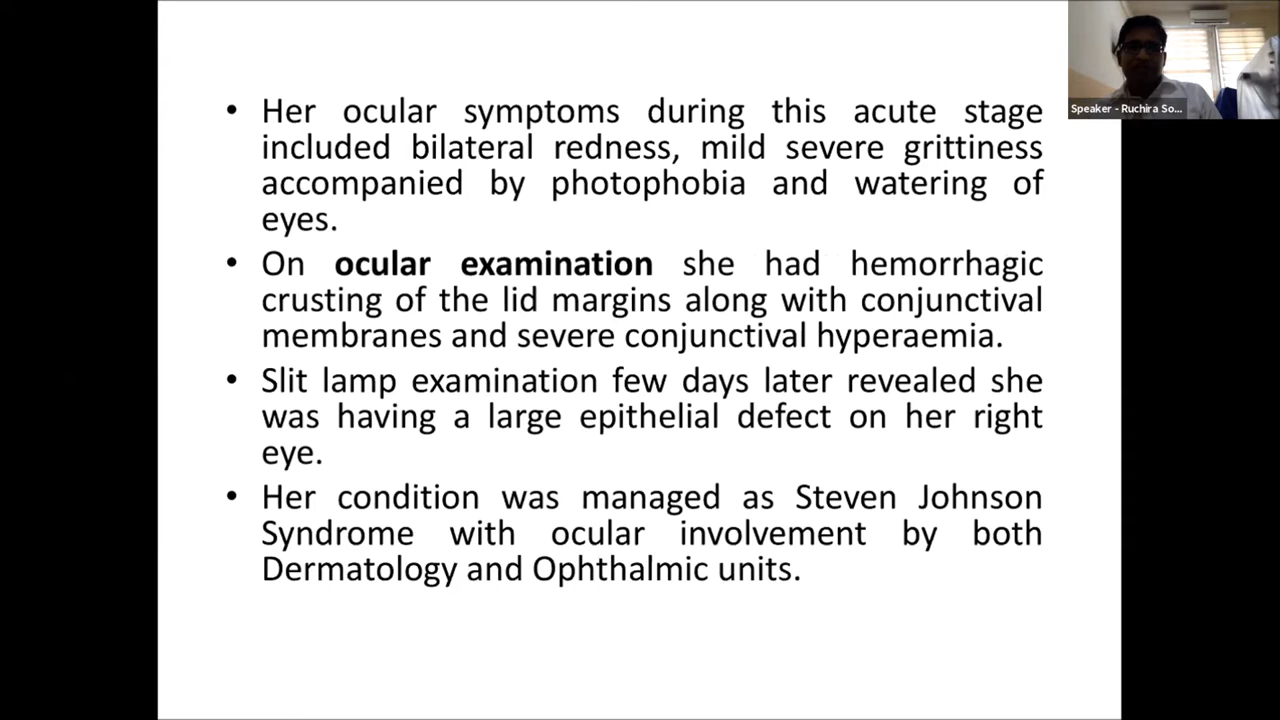 Speaker - Ruchira So...
• Her ocular symptoms during this acute stage
included bilateral redness, mild severe grittiness
accompanied by photophobia and watering of
eyes.
• On ocular examination she had hemorrhagic
crusting of the lid margins along with conjunctival
membranes and severe conjunctival hyperaemia.
• Slit lamp examination few days later revealed she
was having a large epithelial defect on her right
eye.
• Her condition was managed as Steven Johnson
Syndrome with ocular involvement by both
Dermatology and Ophthalmic units.